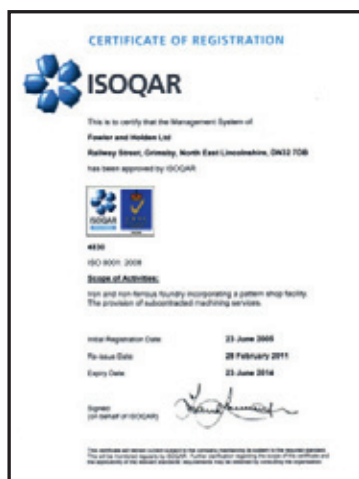 CERTIFICATE OF REGISTRATION
ISOQAR
This is to certify that the Management System of
Fowler and Holden Ltd
Railway Street, Grimsby, North East Lincolnshire, DN32 7DB
has been approved by ISOQAR
ISOQAR
4830
ISO 9001: 2008
Scope of Activities:
Iron and non-ferrous foundry incorporating a pattern shop facility.
The provision of subcontracted machining services.
Initial Registration Date: 23 June 2005
Re-issue Date: 28 February 2011
Expiry Date: 23 June 2014
Signed:
(on behalf of ISOQAR)